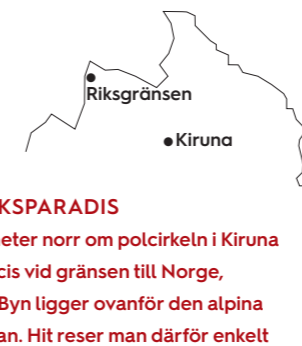 Riksgränsen
Kiruna
KSPARADIS
eter norr om polcirkeln i Kiruna
cis vid gränsen till Norge,
Byn ligger ovanför den alpina
an. Hit reser man därför enkelt